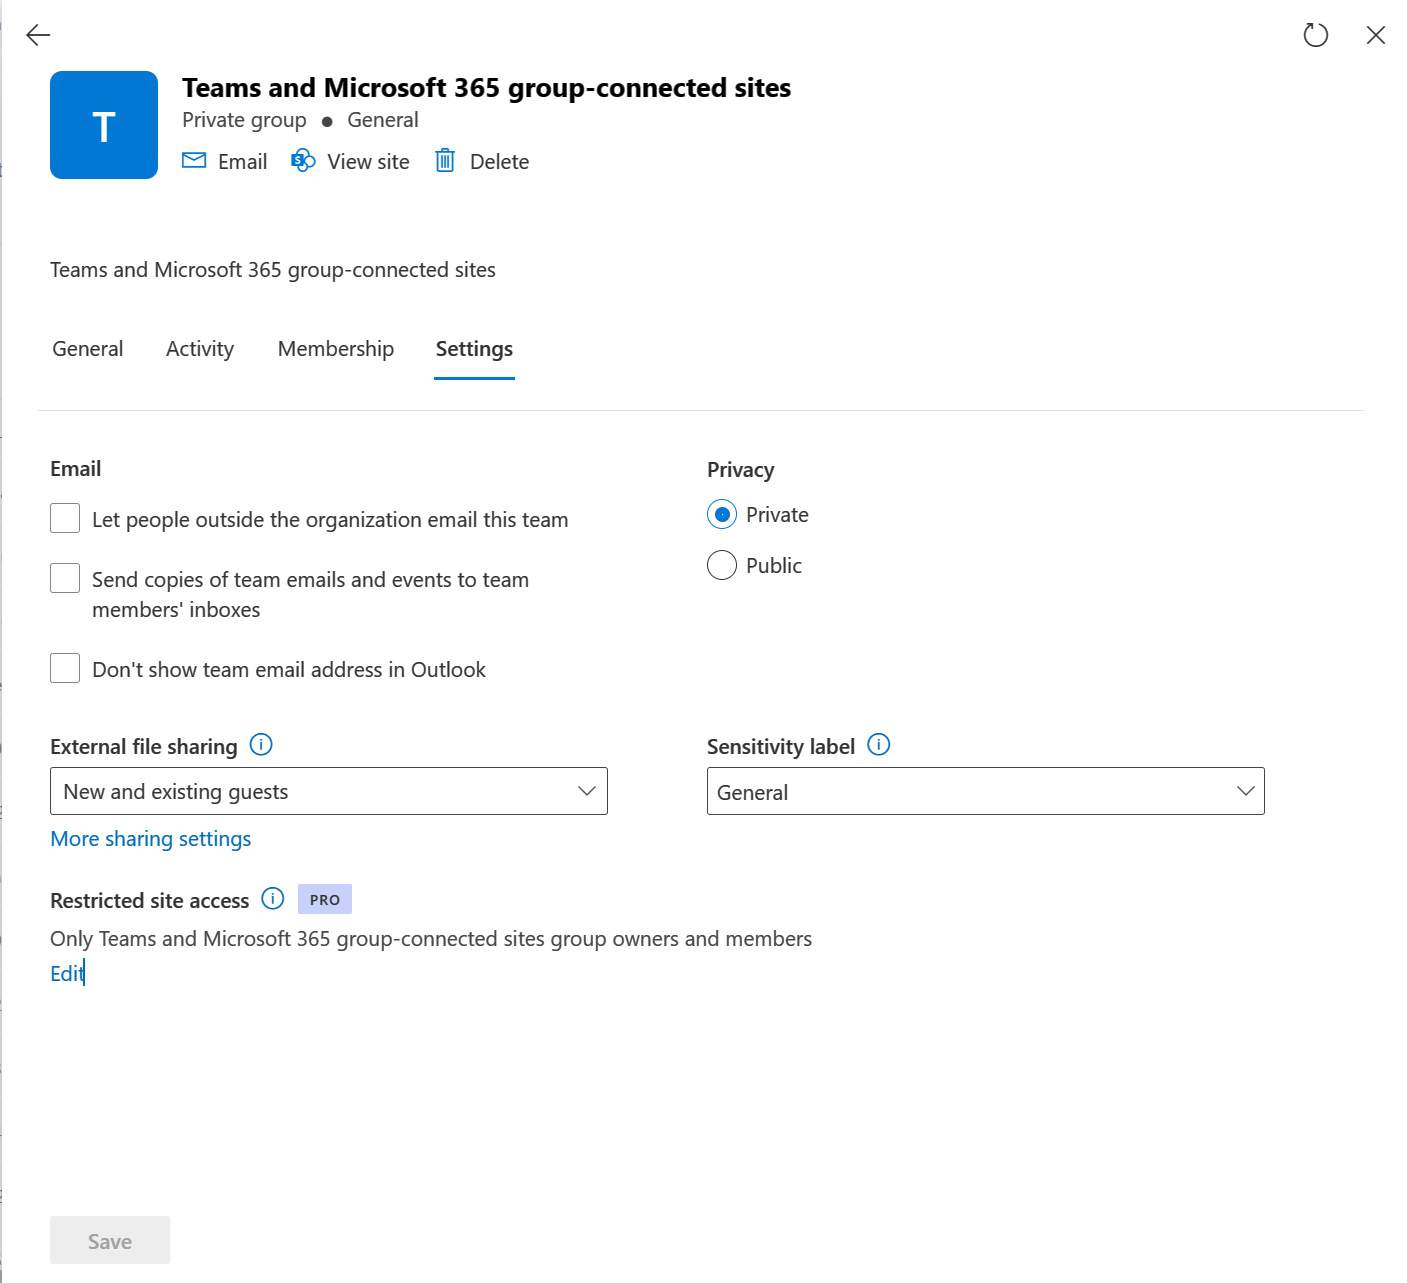 T
Teams and Microsoft 365 group-connected sites
Private group ● General
Email View site Delete
Teams and Microsoft 365 group-connected sites
General Activity Membership Settings
Email
Let people outside the organization email this team
Send copies of team emails and events to team
members' inboxes
Don't show team email address in Outlook
Privacy
Private
Public
External file sharing
New and existing guests
More sharing settings
Sensitivity label
General
Restricted site access PRO
Only Teams and Microsoft 365 group-connected sites group owners and members
Edit
Save